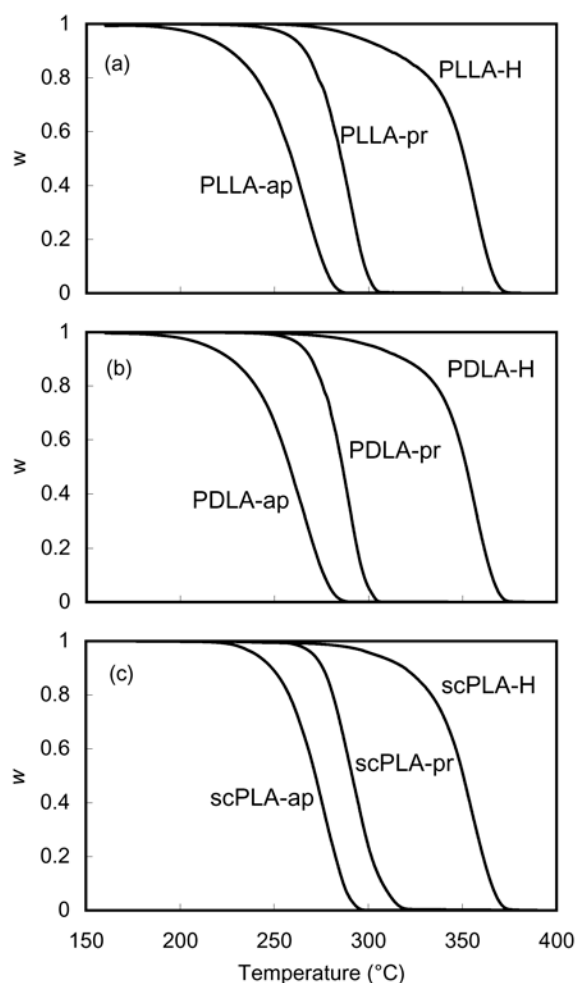 1
(a)
PLLA-H
0.8
PLLA-pr
0.6
w
PLLA-ap
0.4
0.2
0
1
(b)
PDLA-H
0.8
PDLA-pr
0.6
w
PDLA-ap
0.4
0.2
0
1
(c)
scPLA-H
0.8
scPLA-pr
0.6
w
scPLA-ap
0.4
0.2
0
150 200 250 300 350 400
Temperature (°C)